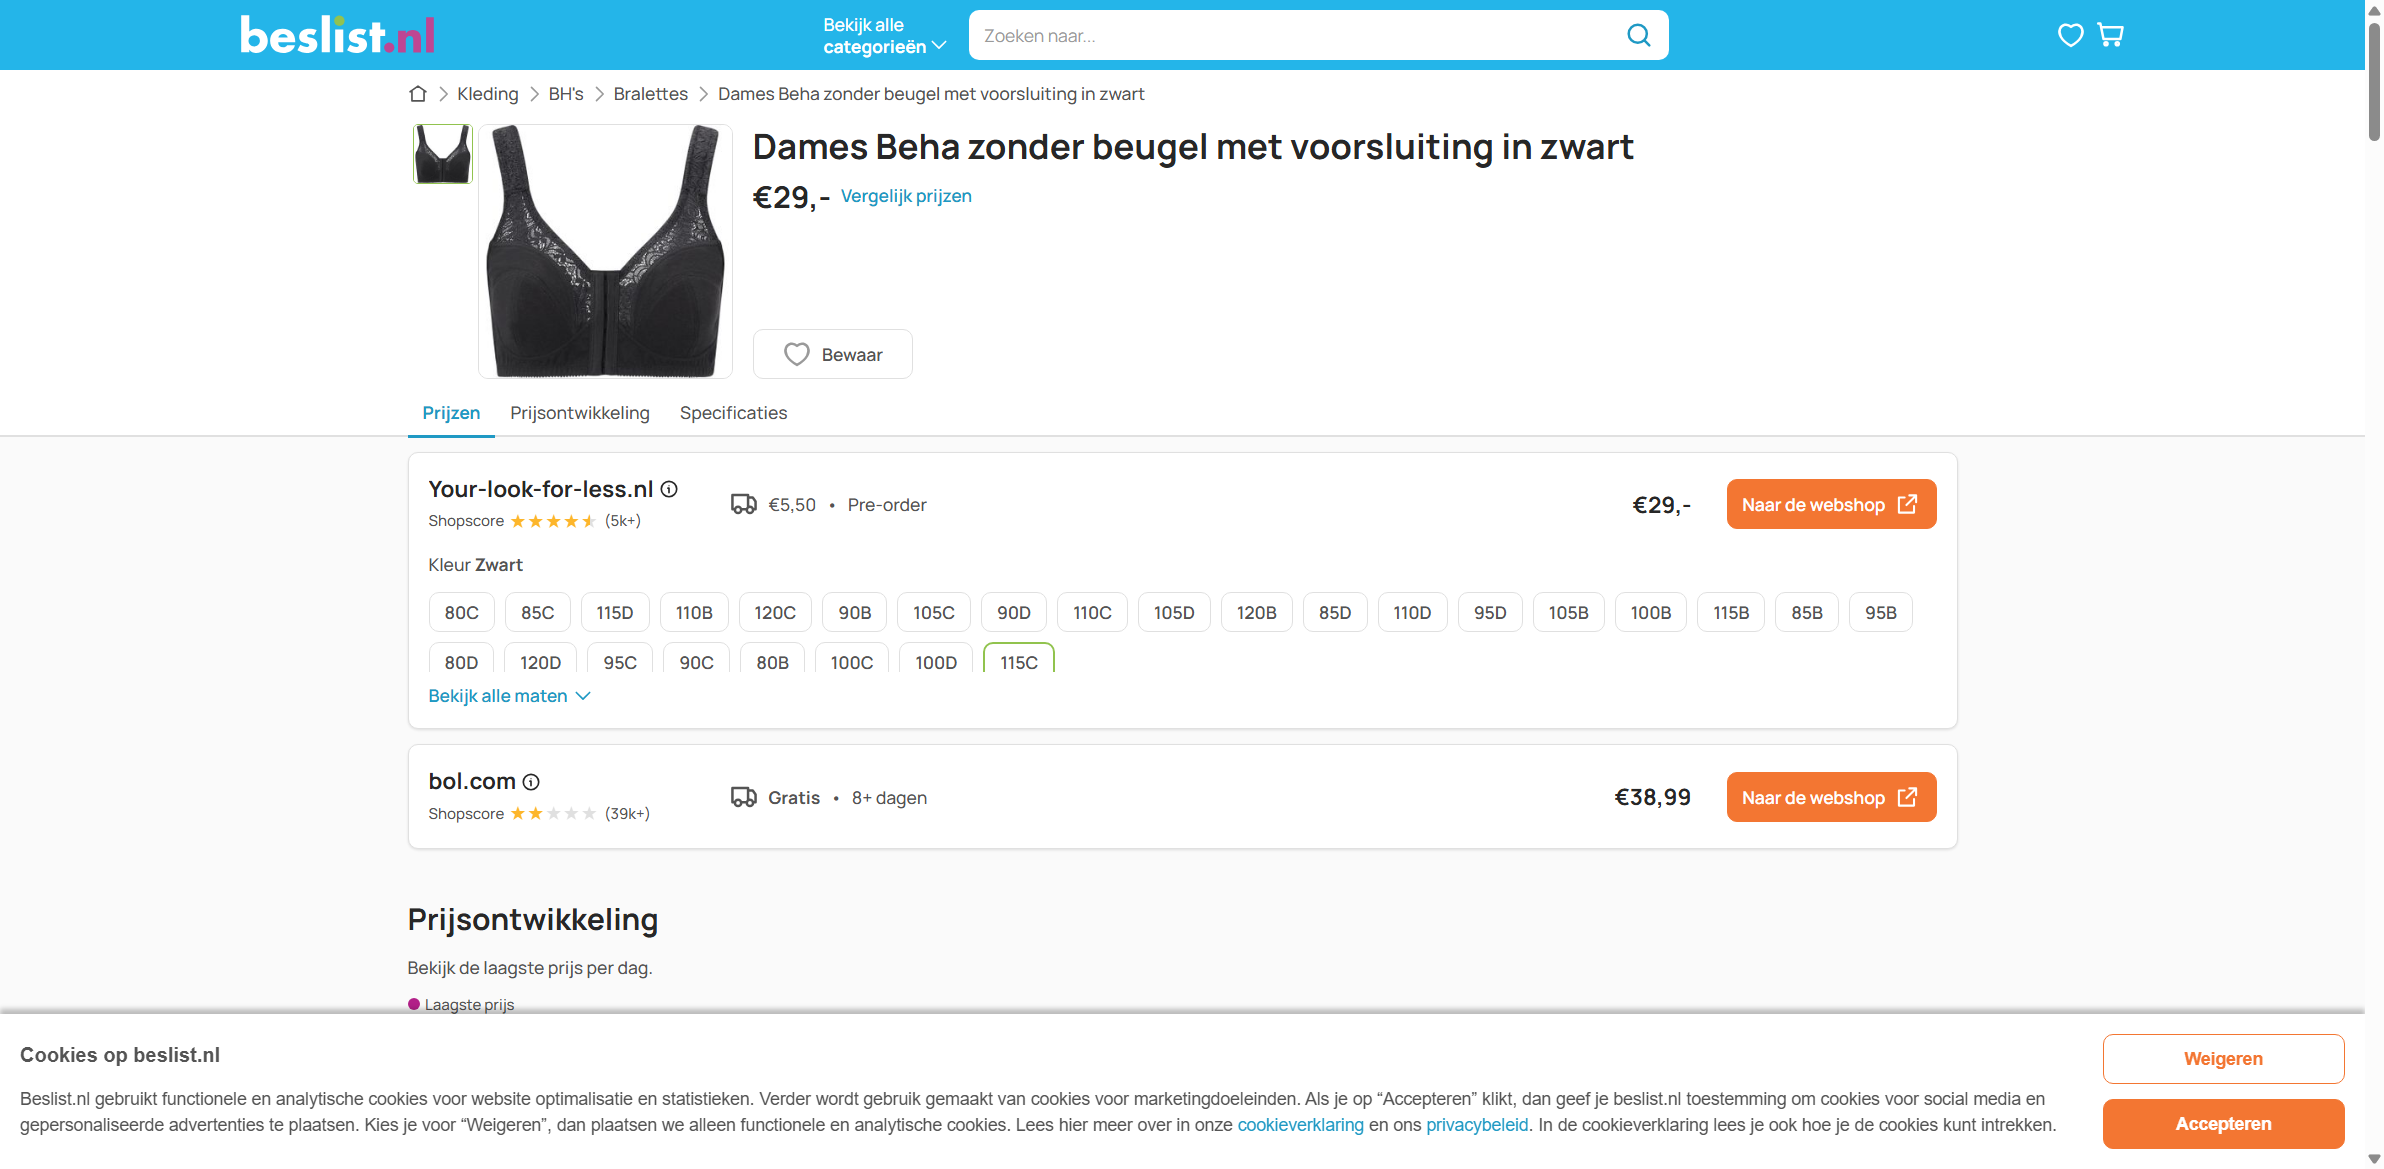 beslist.nl
Bekijk alle
categorieën
Zoeken naar...
Kleding
BH's
Bralettes
Dames Beha zonder beugel met voorsluiting in zwart
Dames Beha zonder beugel met voorsluiting in zwart
€29,- Vergelijk prijzen
Bewaar
Prijzen Prijsontwikkeling Specificaties
Your-look-for-less.nl
€5,50 • Pre-order
€29,-
Naar de webshop
Shopscore (5k+)
Kleur Zwart
80C 85C 115D 110B 120C 90B 105C 90D 110C 105D 120B 85D 110D 95D 105B 100B 115B 85B 95B
80D 120D 95C 90C 80B 100C 100D 115C
Bekijk alle maten
bol.com
Gratis • 8+ dagen
€38,99
Naar de webshop
Shopscore (39k+)
Prijsontwikkeling
Bekijk de laagste prijs per dag.
Laagste prijs
Cookies op beslist.nl
Beslist.nl gebruikt functionele en analytische cookies voor website optimalisatie en statistieken. Verder wordt gebruik gemaakt van cookies voor marketingdoeleinden. Als je op “Accepteren” klikt, dan geef je beslist.nl toestemming om cookies voor social media en
gepersonaliseerde advertenties te plaatsen. Kies je voor “Weigeren”, dan plaatsen we alleen functionele en analytische cookies. Lees hier meer over in onze cookieverklaring en ons privacybeleid. In de cookieverklaring lees je ook hoe je de cookies kunt intrekken.
Weigeren
Accepteren